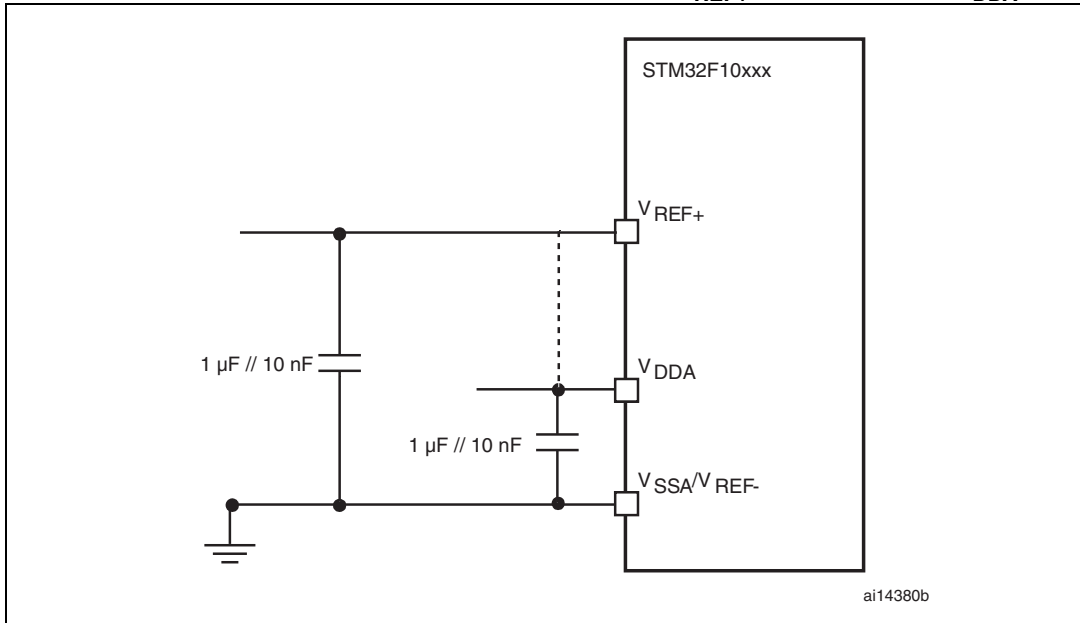 STM32F10xxx
VREF+
1 µF // 10 nF
VDDA
1 µF // 10 nF
VSSA/VREF-
ai14380b